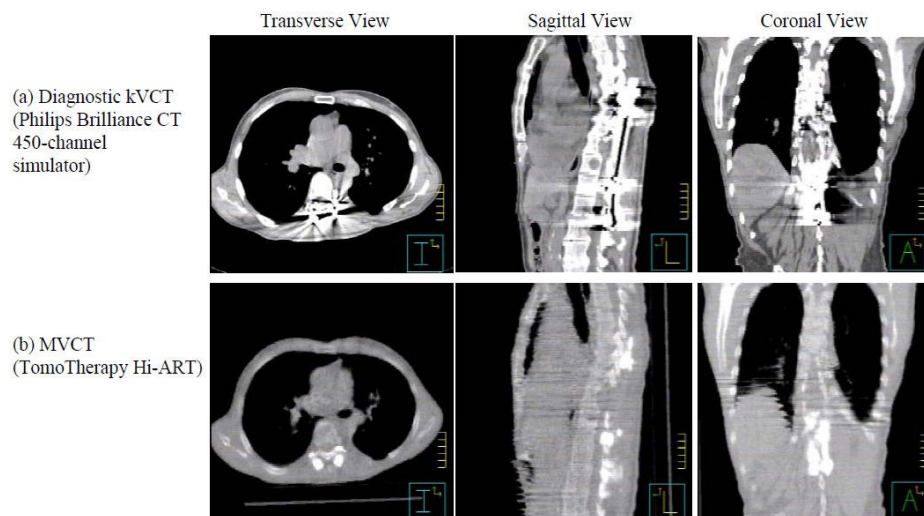 Transverse View
Sagittal View
Coronal View
(a) Diagnostic kVCT
(Philips Brilliance CT
450-channel
simulator)
I
L
A
(b) MVCT
(TomoTherapy Hi-ART)
I
L
A